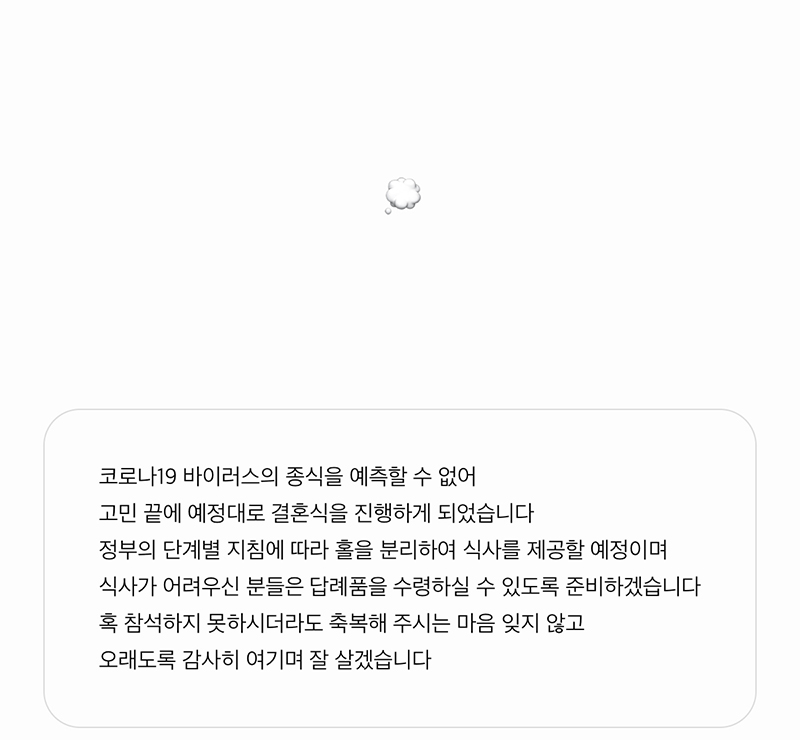 코로나19 바이러스의 종식을 예측할 수 없어
고민 끝에 예정대로 결혼식을 진행하게 되었습니다
정부의 단계별 지침에 따라 홀을 분리하여 식사를 제공할 예정이며
식사가 어려우신 분들은 답례품을 수령하실 수 있도록 준비하겠습니다
혹 참석하지 못하시더라도 축복해 주시는 마음 잊지 않고
오래도록 감사히 여기며 잘 살겠습니다